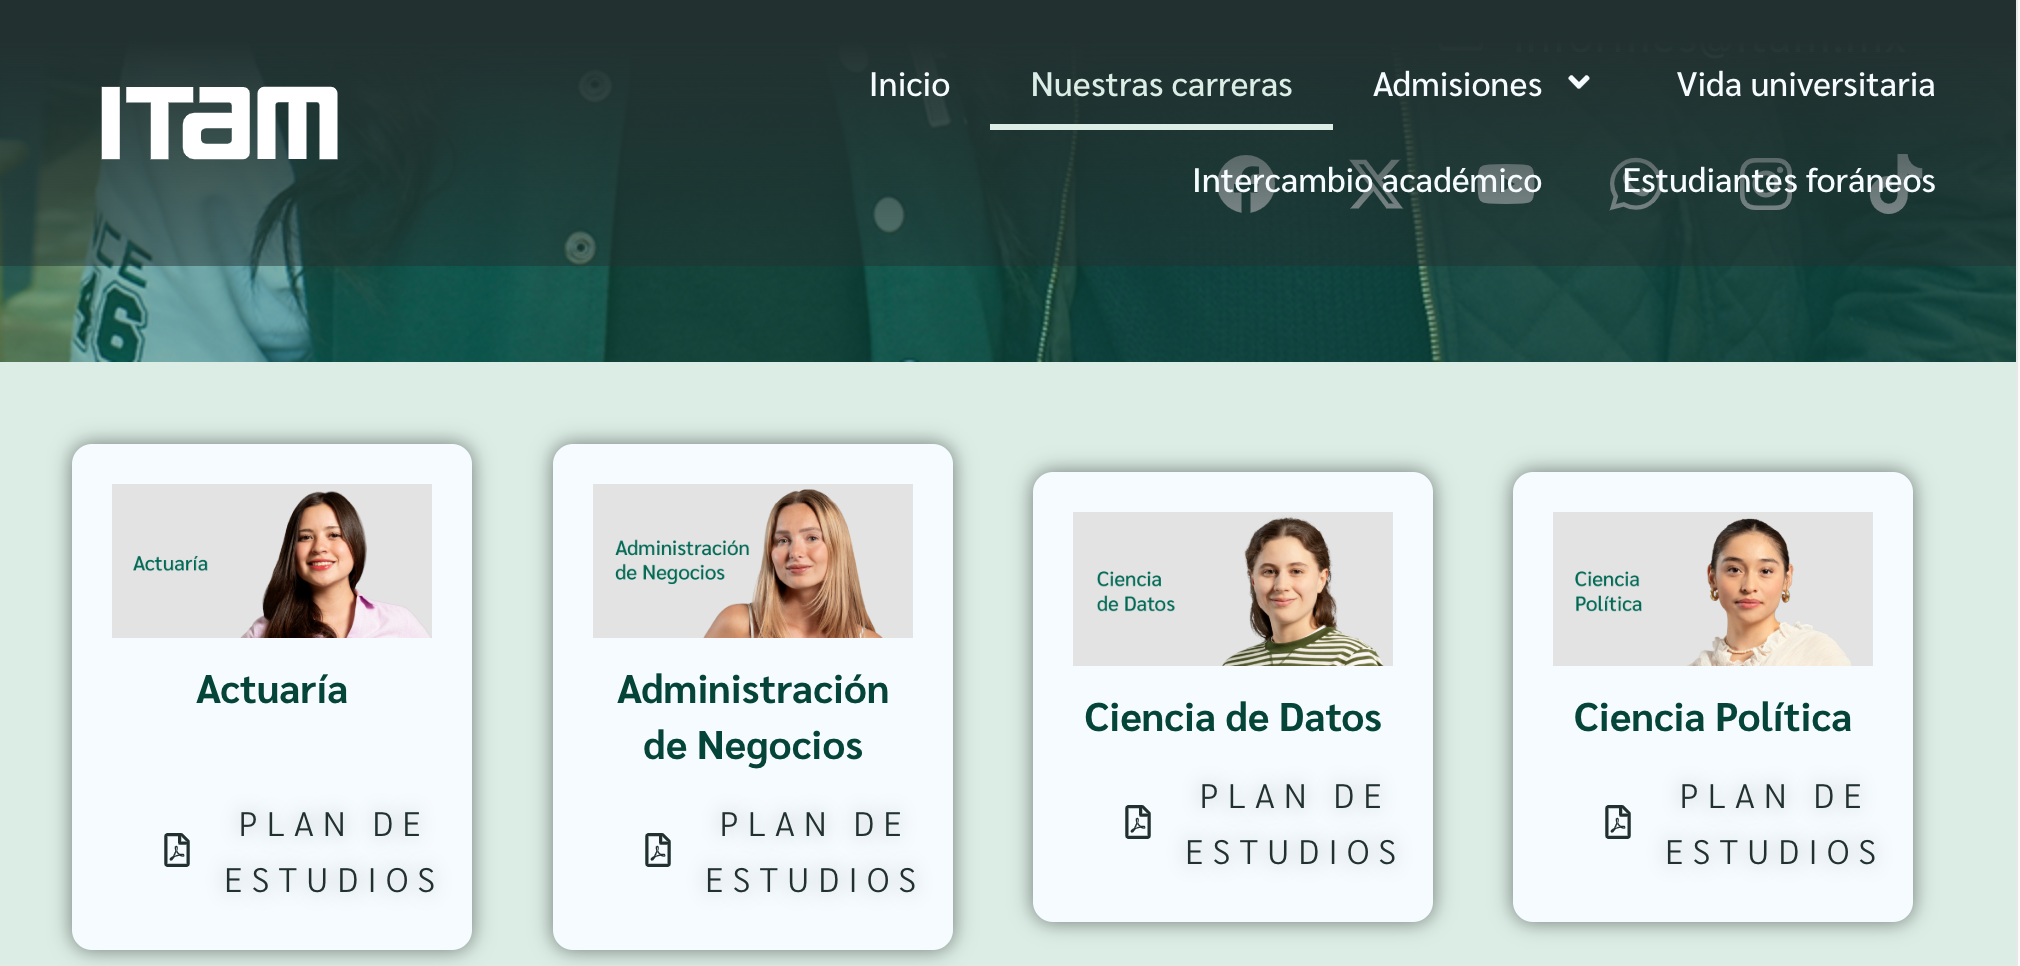 ITAM
Inicio
Nuestras carreras
Admisiones
Vida universitaria
Intercambio académico
Estudiantes foráneos
Actuaría
Actuaría
PLAN DE
ESTUDIOS
Administración
de Negocios
Administración
de Negocios
PLAN DE
ESTUDIOS
Ciencia
de Datos
Ciencia de Datos
PLAN DE
ESTUDIOS
Ciencia
Política
Ciencia Política
PLAN DE
ESTUDIOS